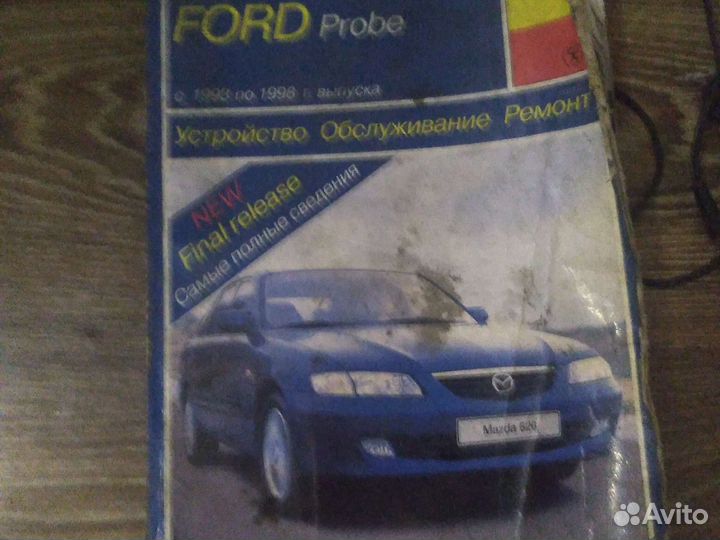 FORD Probe
с 1993 по 1998 г. выпуска
Устройство Обслуживание Ремонт
NEW
Final release
Самые полные сведения
Mazda 626
Avito